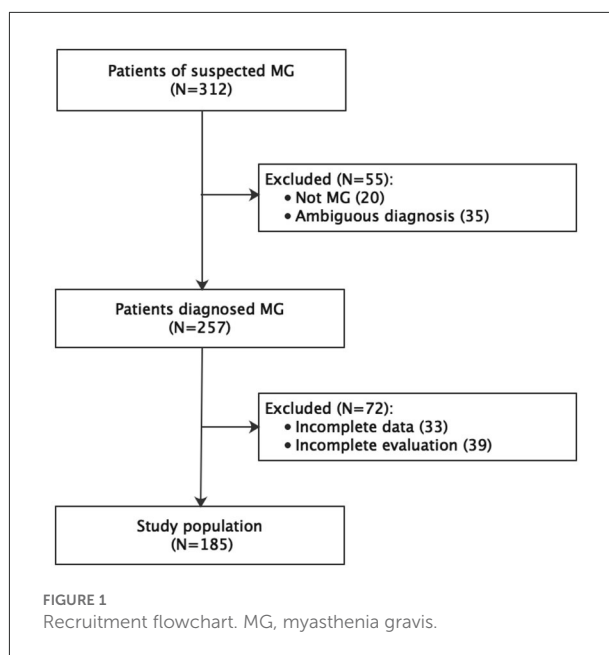 Patients of suspected MG
(N=312)
Excluded (N=55):
• Not MG (20)
• Ambiguous diagnosis (35)
Patients diagnosed MG
(N=257)
Excluded (N=72):
• Incomplete data (33)
• Incomplete evaluation (39)
Study population
(N=185)
FIGURE 1
Recruitment flowchart. MG, myasthenia gravis.